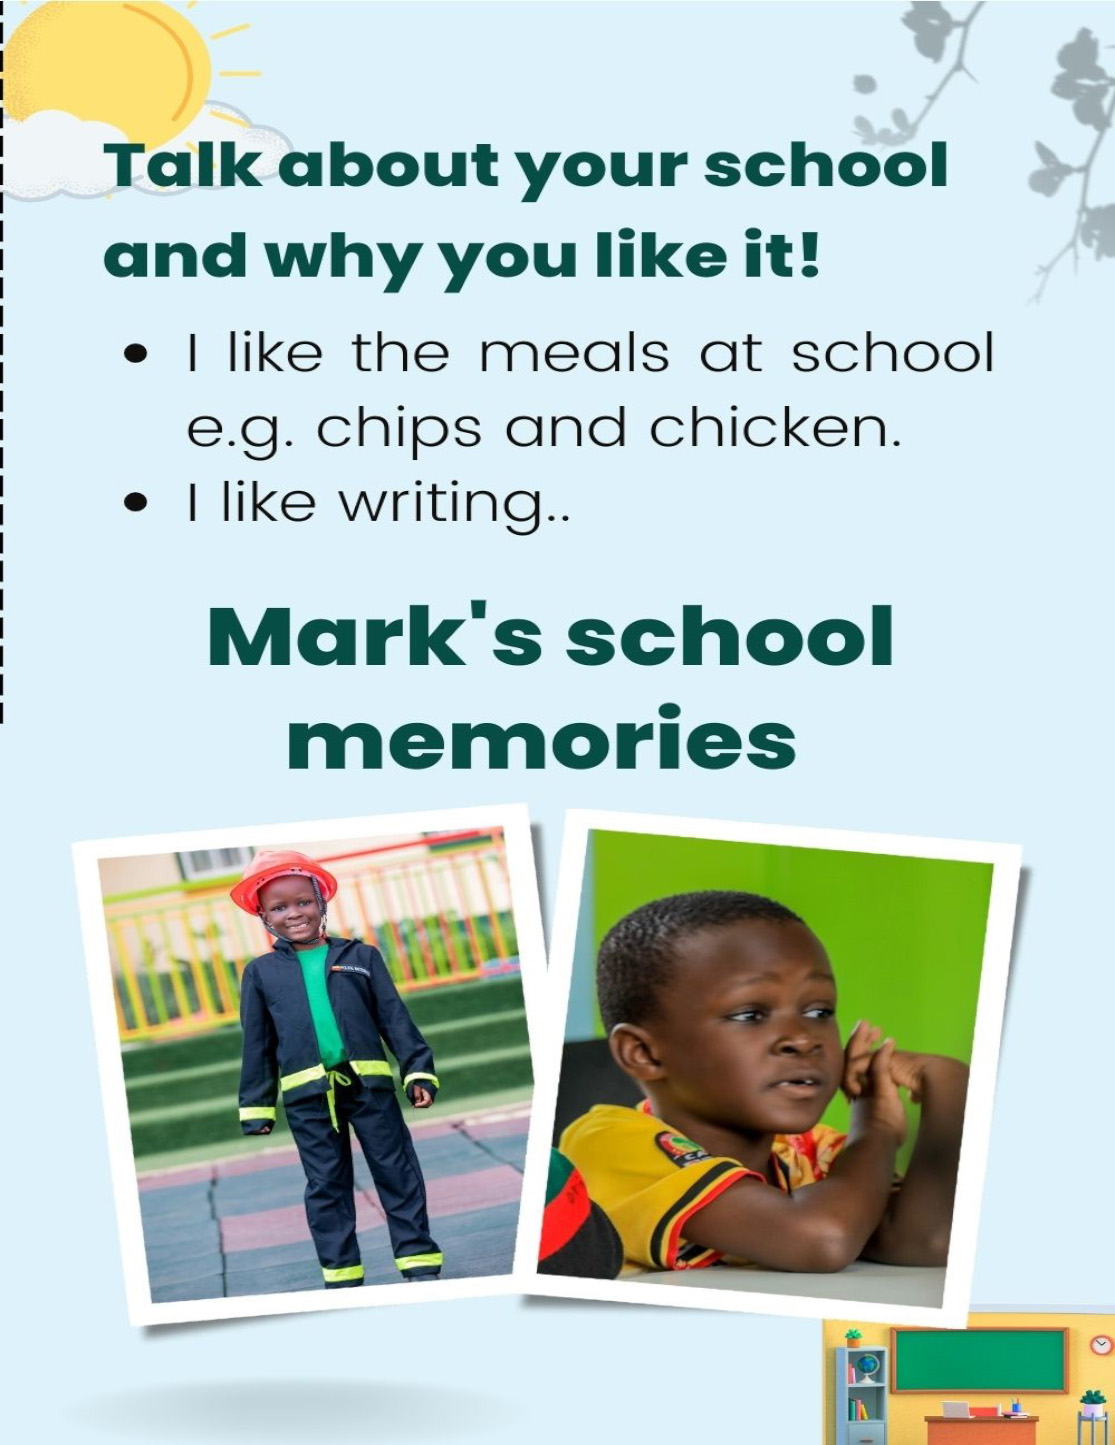 Talk about your school
and why you like it!
• I like the meals at school
e.g. chips and chicken.
• I like writing..
Mark's school
memories